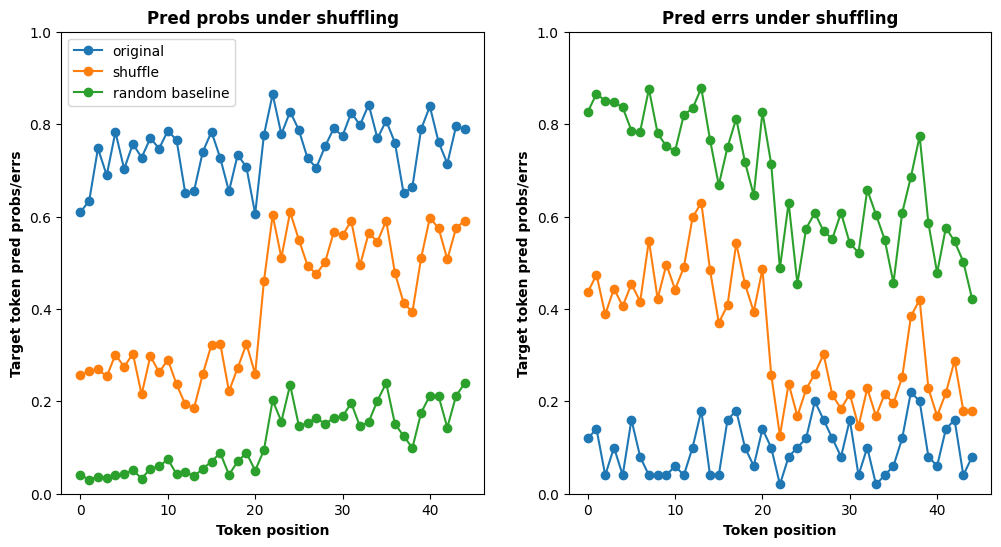 Pred probs under shuffling
Target token pred probs/errs
1.0
0.8
0.6
0.4
0.2
0.0
original
shuffle
random baseline
0 10 20 30 40
Token position
Pred errs under shuffling
Target token pred probs/errs
1.0
0.8
0.6
0.4
0.2
0.0
0 10 20 30 40
Token position